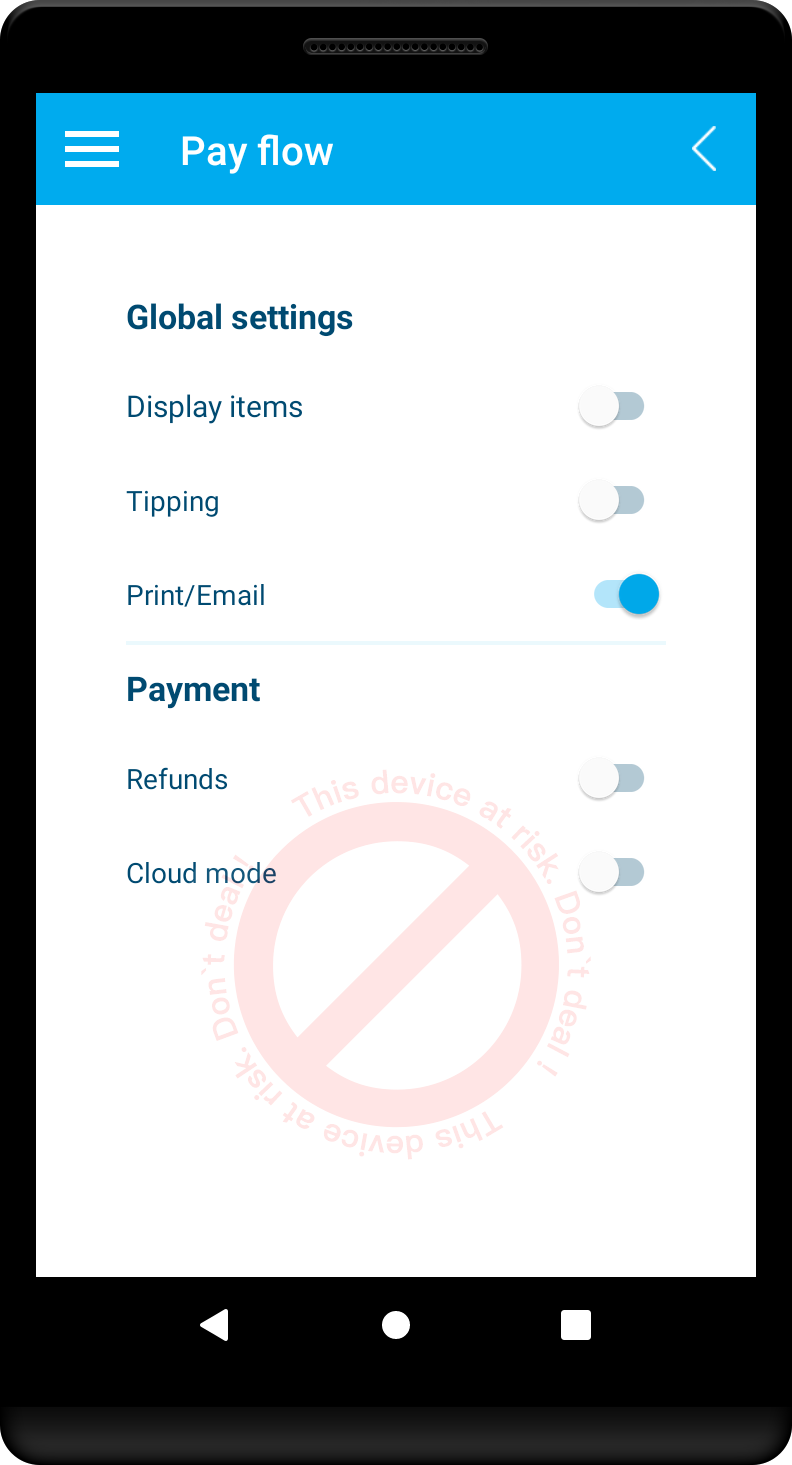 Pay flow
Global settings
Display items
Tipping
Print/Email
Payment
Refunds
Cloud mode
This device at risk. Don`t deal !
This device at risk. Don`t deal !